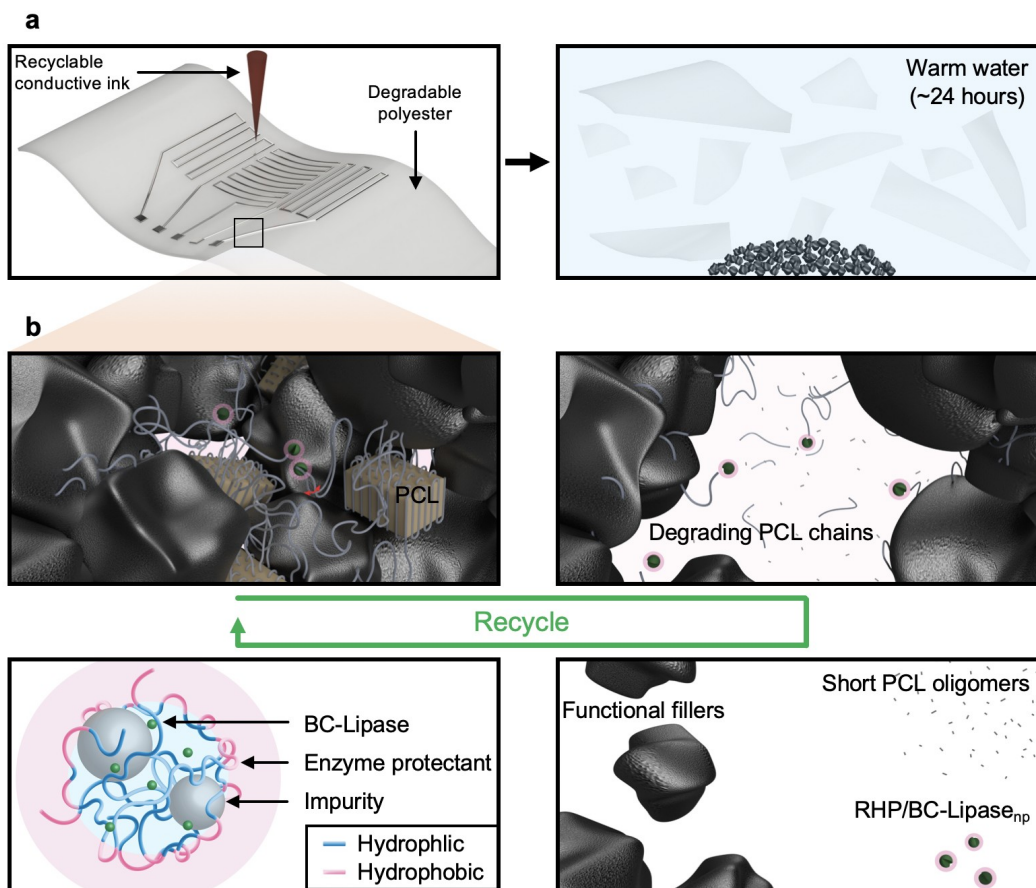 a
Recyclable
conductive ink
Degradable
polyester
Warm water
(~24 hours)
b
PCL
Degrading PCL chains
Recycle
BC-Lipase
Enzyme protectant
Impurity
Hydrophlic
Hydrophobic
Functional fillers
Short PCL oligomers
RHP/BC-Lipasenp